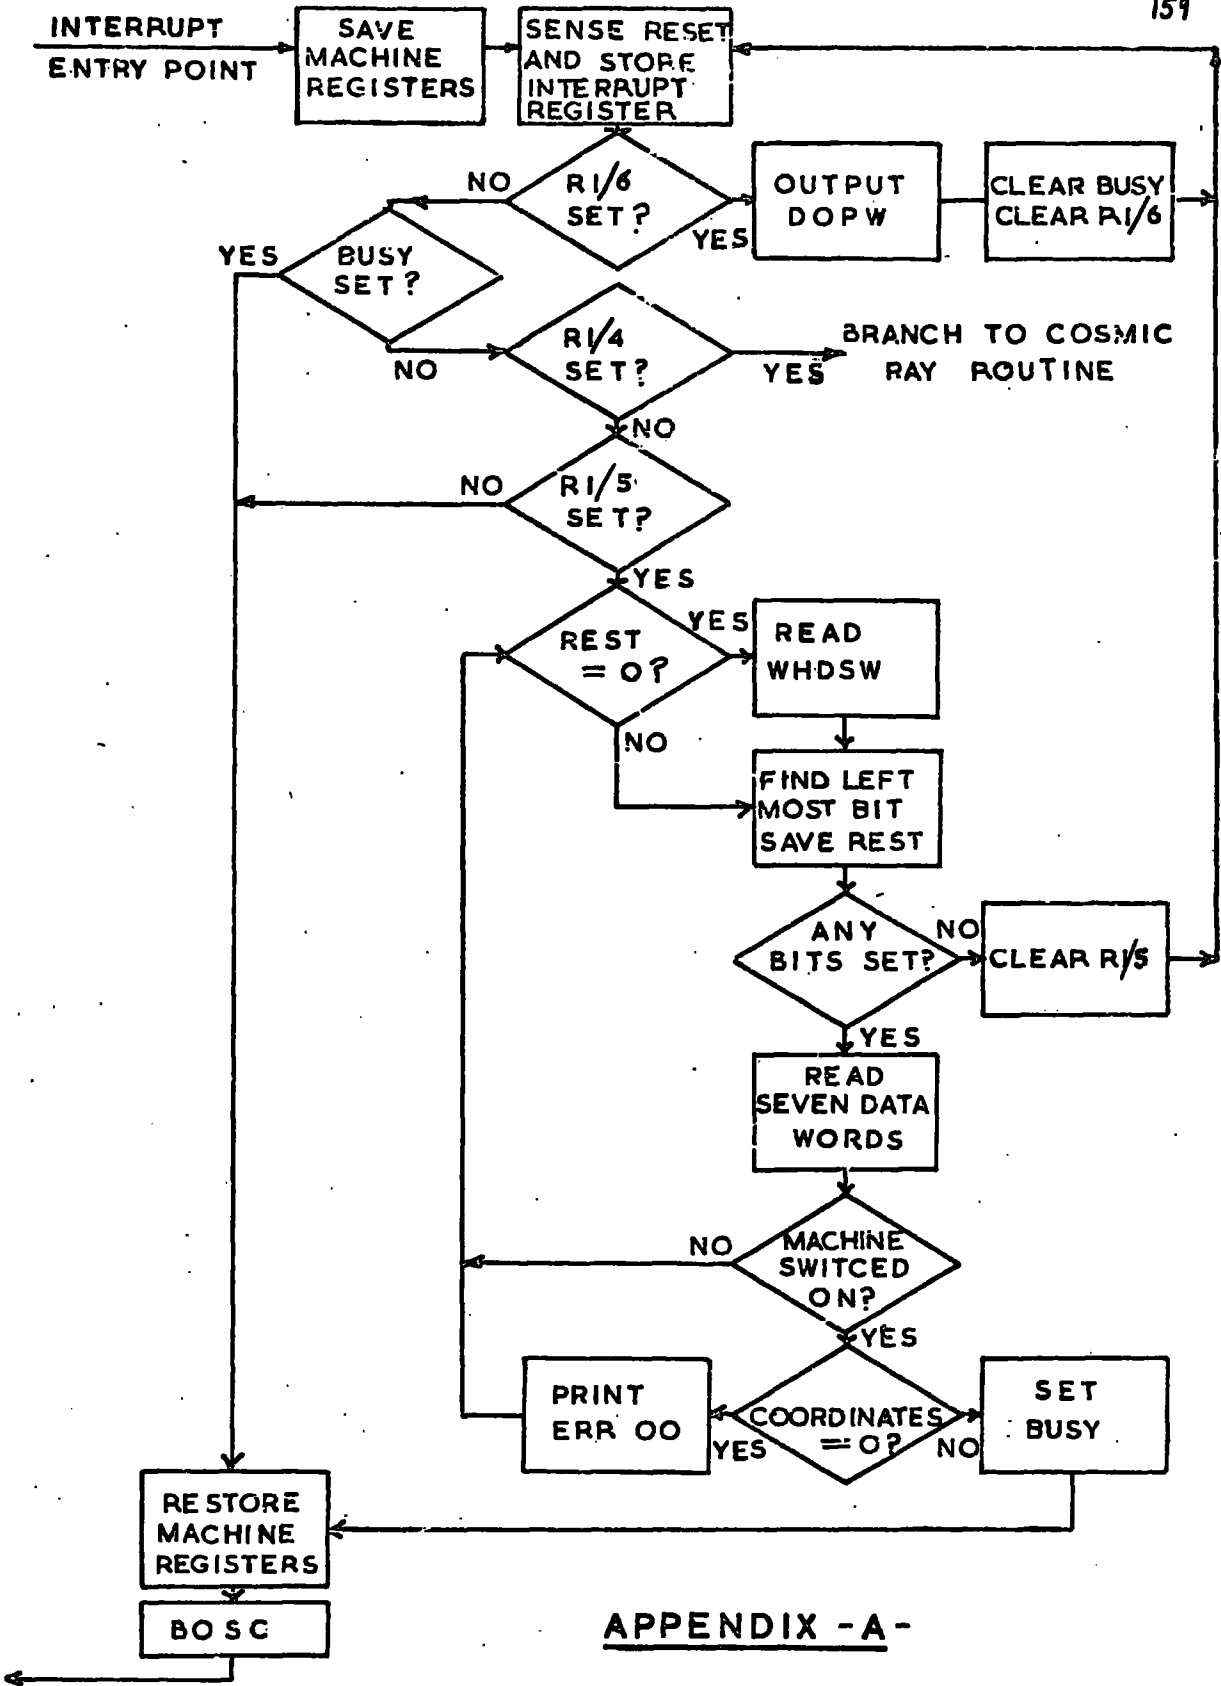 159
INTERRUPT
ENTRY POINT
SAVE
MACHINE
REGISTERS
SENSE RESET
AND STORE
INTERRUPT
REGISTER
RI/6
SET?
NO
YES
OUTPUT
DOPW
CLEAR BUSY
CLEAR RI/6
YES
BUSY
SET?
NO
RI/4
SET?
YES
BRANCH TO COSMIC
RAY ROUTINE
NO
NO
RI/5
SET?
YES
REST
= 0?
YES
READ
WHDSW
NO
FIND LEFT
MOST BIT
SAVE REST
ANY
BITS SET?
NO
CLEAR RI/5
YES
READ
SEVEN DATA
WORDS
NO
MACHINE
SWITCED
ON?
YES
PRINT
ERR 00
YES
COORDINATES
= 0?
NO
SET
BUSY
RESTORE
MACHINE
REGISTERS
BOSC
APPENDIX -A-